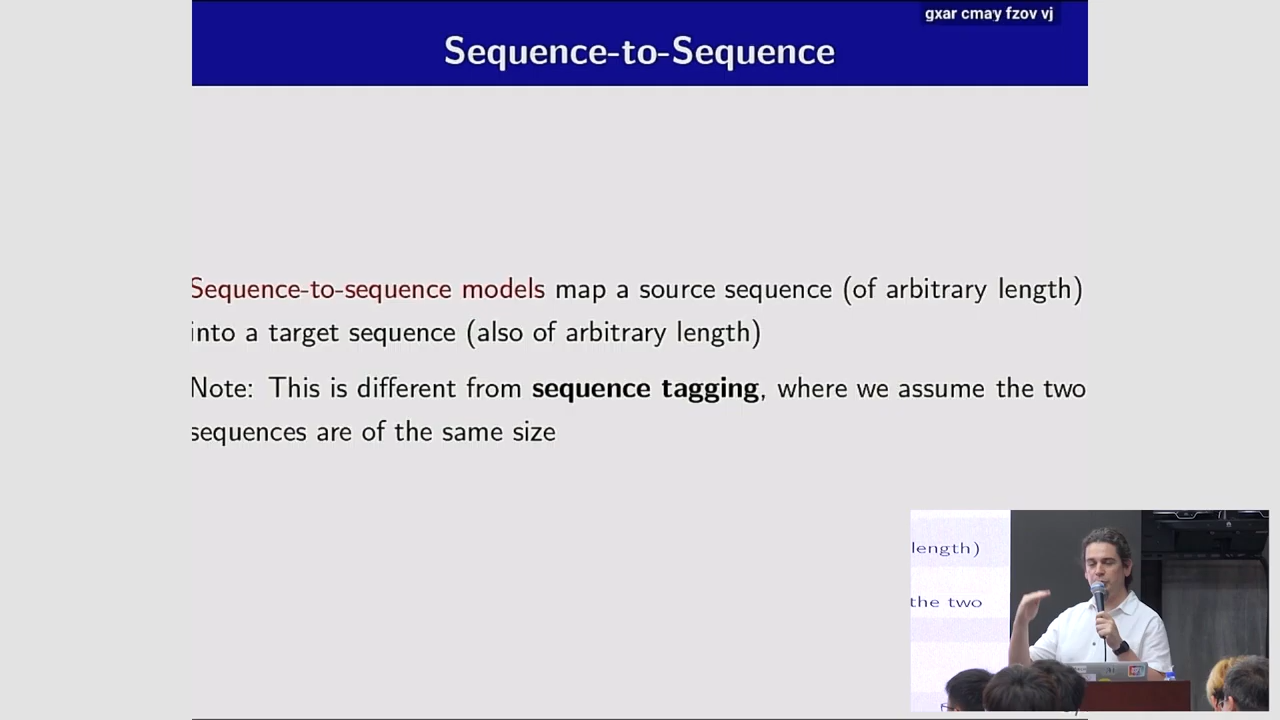 gxar cmay fzov vj
Sequence-to-Sequence
Sequence-to-sequence models map a source sequence (of arbitrary length)
into a target sequence (also of arbitrary length)
Note: This is different from sequence tagging, where we assume the two
sequences are of the same size
length)
the two